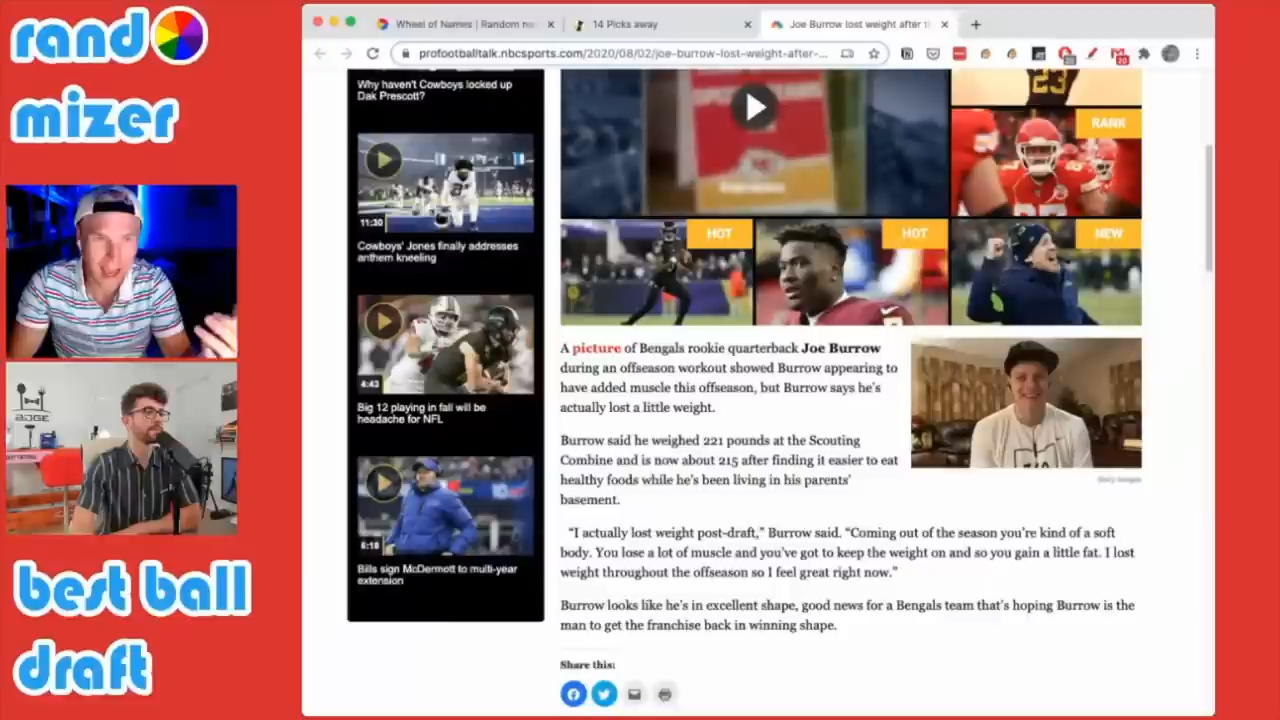 rand
mizer
best ball
draft
BDGE
Wheel of Names | Random na
14 Picks away
Joe Burrow lost weight after t
profootballtalk.nbcsports.com/2020/08/02/joe-burrow-lost-weight-after-...
20
Why haven't Cowboys locked up
Dak Prescott?
11:30
Cowboys' Jones finally addresses
anthem kneeling
4:43
Big 12 playing in fall will be
headache for NFL
6:18
Bills sign McDermott to multi-year
extension
23
RANK
HOT
HOT
NEW
A picture of Bengals rookie quarterback Joe Burrow
during an offseason workout showed Burrow appearing to
have added muscle this offseason, but Burrow says he's
actually lost a little weight.
Burrow said he weighed 221 pounds at the Scouting
Combine and is now about 215 after finding it easier to eat
healthy foods while he's been living in his parents'
basement.
Getty Images
"I actually lost weight post-draft," Burrow said. "Coming out of the season you're kind of a soft
body. You lose a lot of muscle and you've got to keep the weight on and so you gain a little fat. I lost
weight throughout the offseason so I feel great right now."
Burrow looks like he's in excellent shape, good news for a Bengals team that's hoping Burrow is the
man to get the franchise back in winning shape.
Share this: